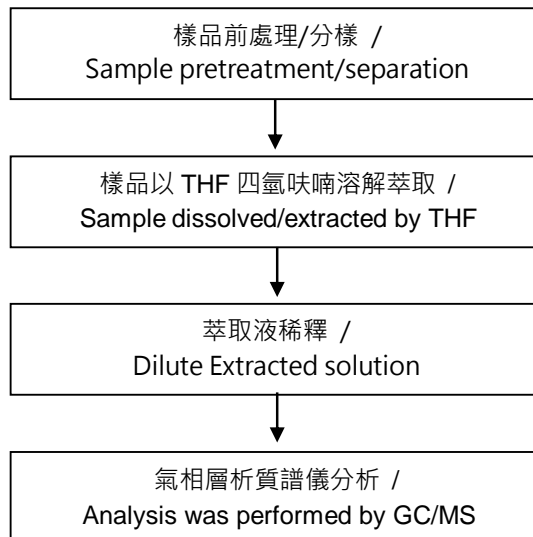 樣品前處理/分樣 /
Sample pretreatment/separation
樣品以 THF 四氫呋喃溶解萃取 /
Sample dissolved/extracted by THF
萃取液稀釋 /
Dilute Extracted solution
氣相層析質譜儀分析 /
Analysis was performed by GC/MS